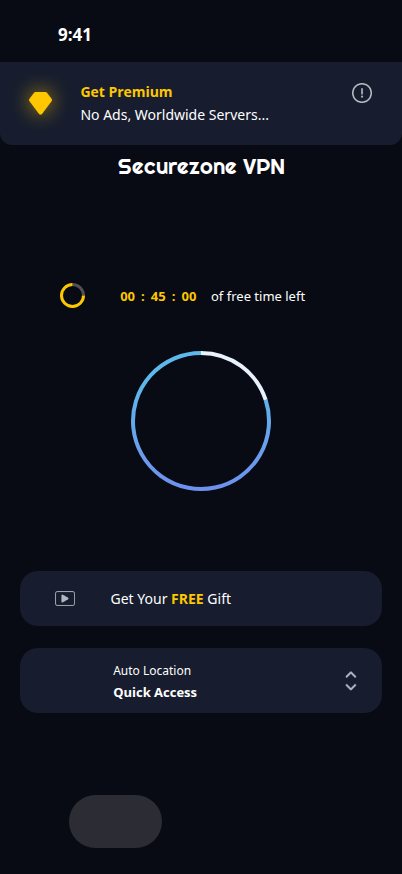 9:41
Get Premium
No Ads, Worldwide Servers...
Securezone VPN
00 : 45 : 00 of free time left
Get Your FREE Gift
Auto Location
Quick Access